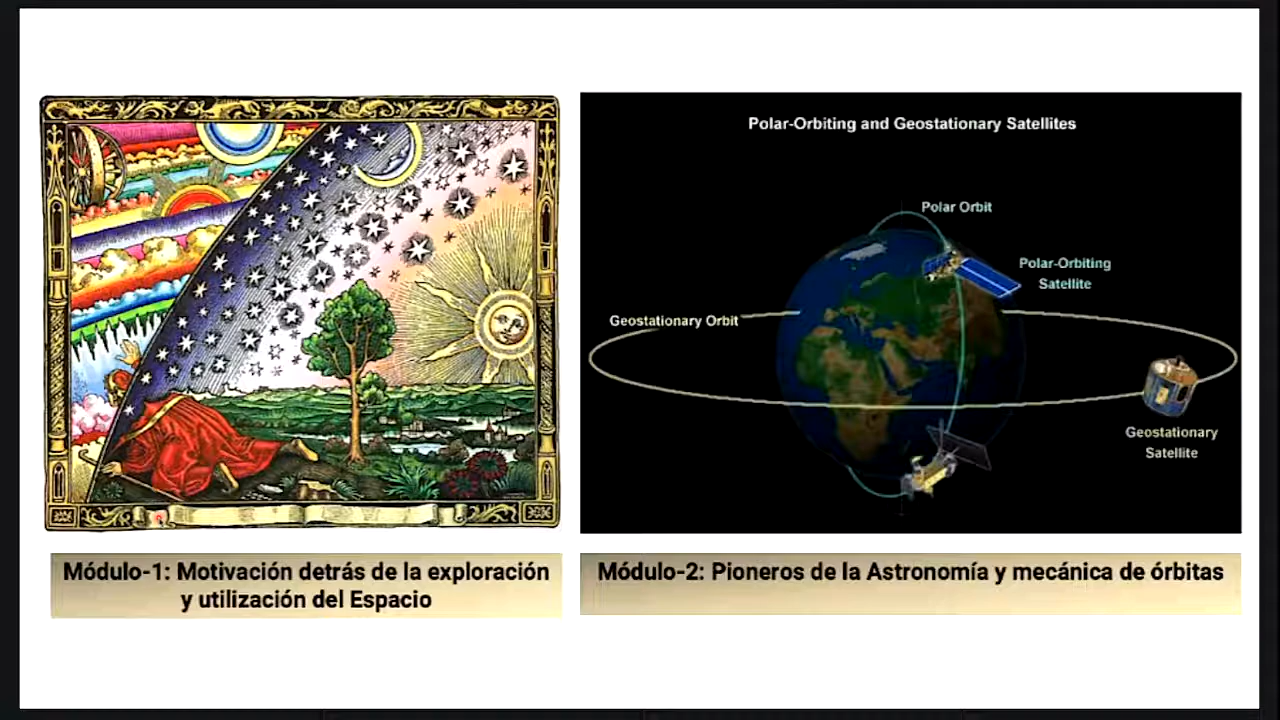 Polar-Orbiting and Geostationary Satellites
Polar Orbit
Polar-Orbiting
Satellite
Geostationary Orbit
Geostationary
Satellite
Módulo-1: Motivación detrás de la exploración
y utilización del Espacio
Módulo-2: Pioneros de la Astronomía y mecánica de órbitas